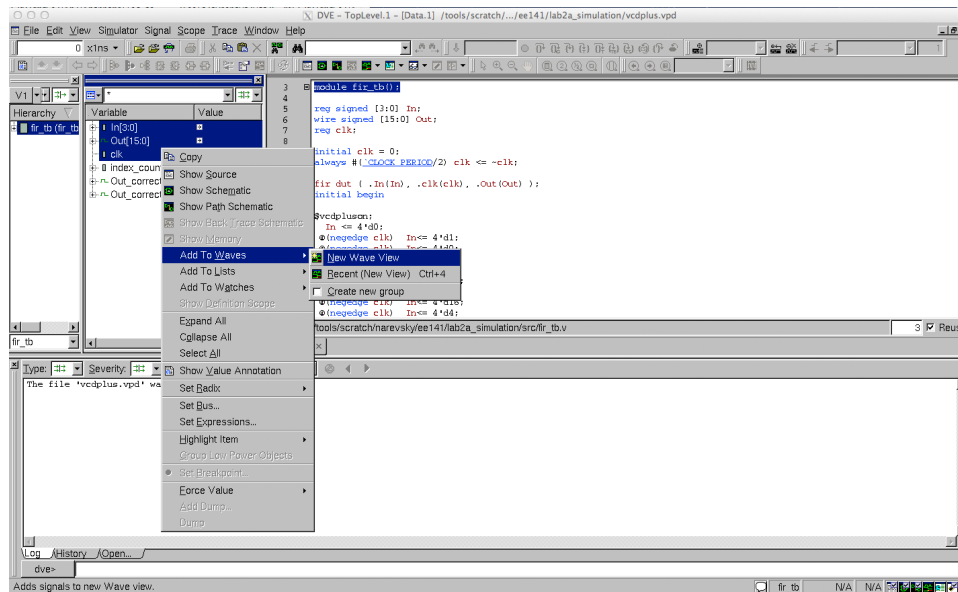 DVE - TopLevel.1 - [Data.1] /tools/scratch/.../ee141/lab2a_simulation/vcdplus.vpd
File Edit View Simulator Signal Scope Trace Window Help
0 x1ns
V1
Hierarchy
fir_tb (fir_tb
fir_tb
*
Variable Value
In[3:0]
Out[15:0]
clk
index_coun
Out_correct
Out_correct
3 module fir_tb();
4
5 reg signed [3:0] In;
6 wire signed [15:0] Out;
7 reg clk;
8
initial clk = 0;
always #(`CLOCK_PERIOD/2) clk <= ~clk;
fir dut ( .In(In), .clk(clk), .Out(Out) );
initial begin
$vcdpluson;
In <= 4'd0;
@(negedge clk) In<= 4'd1;
@(negedge clk) In<= 4'd0;
@(negedge clk) In<= 4'd16;
@(negedge clk) In<= 4'd4;
Copy
Show Source
Show Schematic
Show Path Schematic
Show Back Trace Schematic
Show Memory
Add To Waves
Add To Lists
Add To Watches
Show Definition Scope
Expand All
Collapse All
Select All
Show Value Annotation
Set Radix
Set Bus...
Set Expressions...
Highlight Item
Group Low Power Objects
Set Breakpoint...
Force Value
Add Dump...
Dump
New Wave View
Recent (New View) Ctrl+4
Create new group
/tools/scratch/narevsky/ee141/lab2a_simulation/src/fir_tb.v
3 Reus
Type: Severity:
The file 'vcdplus.vpd' wa
Log History Open...
dve>
Adds signals to new Wave view.
fir_tb N/A N/A